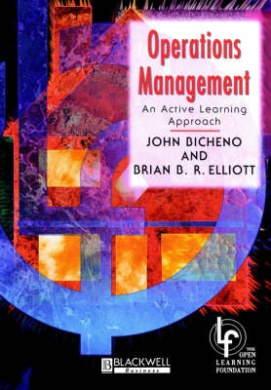 Operations
Management
An Active Learning
Approach
JOHN BICHENO
AND
BRIAN B. R. ELLIOTT
lf
THE
OPEN
LEARNING
FOUNDATION
B BLACKWELL
Business